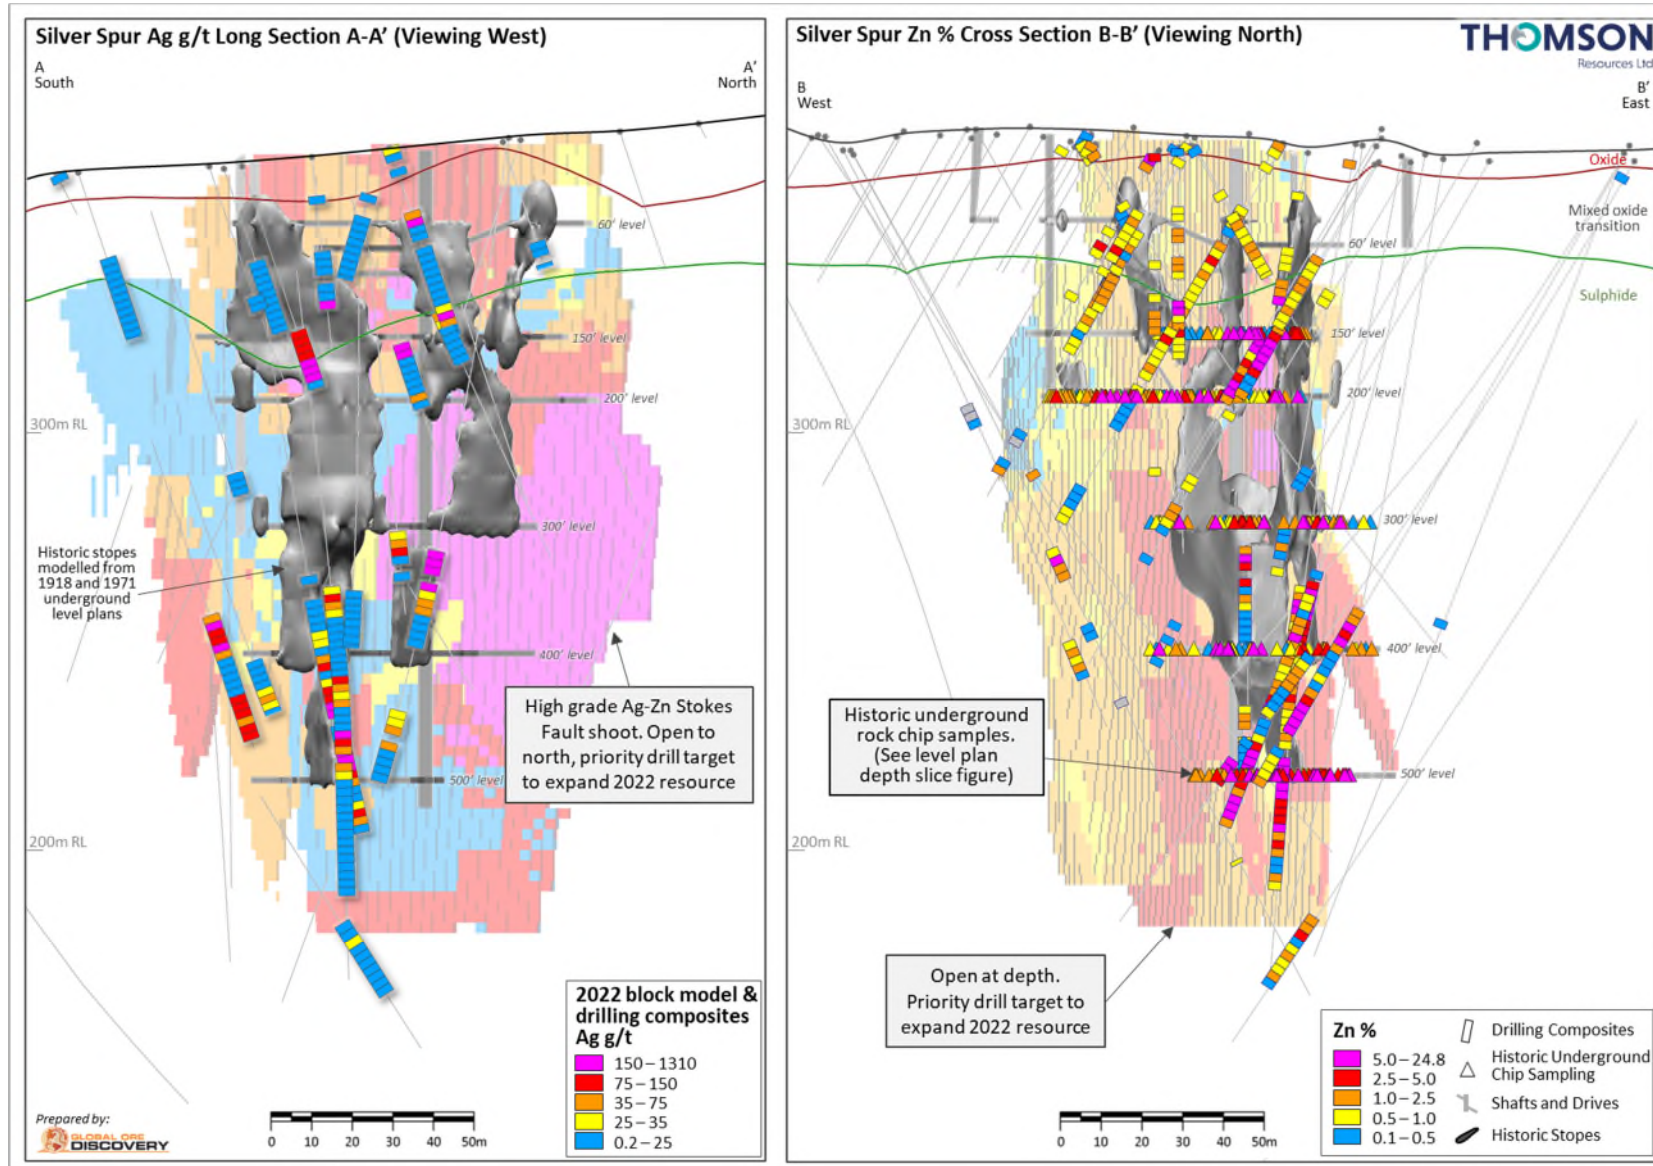 Silver Spur Ag g/t Long Section A-A’ (Viewing West)
A
South
A’
North
60’ level
150’ level
200’ level
300m RL
300’ level
Historic stopes
modelled from
1918 and 1971
underground
level plans
400’ level
High grade Ag-Zn Stokes
Fault shoot. Open to
north, priority drill target
to expand 2022 resource
500’ level
200m RL
2022 block model &
drilling composites
Ag g/t
150–1310
75–150
35–75
25–35
0.2–25
Prepared by:
GLOBAL ORE
DISCOVERY
0 10 20 30 40 50m
Silver Spur Zn % Cross Section B-B’ (Viewing North)
THOMSON
Resources Ltd
B
West
B’
East
Oxide
Mixed oxide
transition
60’ level
Sulphide
150’ level
200’ level
300m RL
300’ level
400’ level
Historic underground
rock chip samples.
(See level plan
depth slice figure)
500’ level
200m RL
Open at depth.
Priority drill target to
expand 2022 resource
Zn %
5.0–24.8
2.5–5.0
1.0–2.5
0.5–1.0
0.1–0.5
Drilling Composites
Historic Underground
Chip Sampling
Shafts and Drives
Historic Stopes
0 10 20 30 40 50m